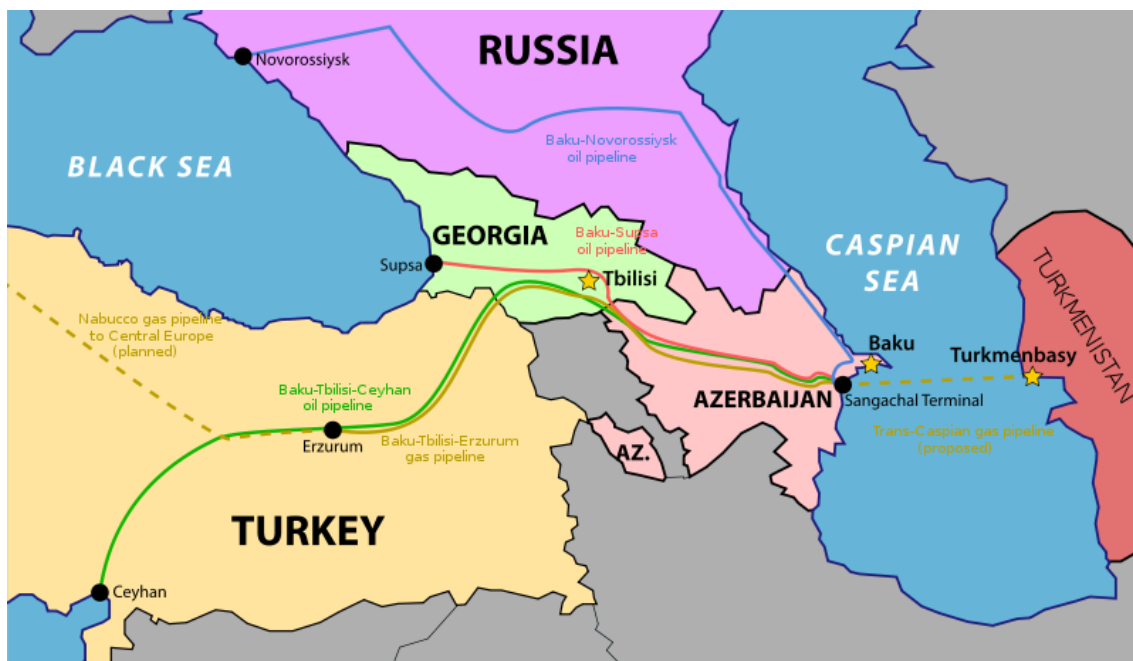 RUSSIA
Novorossiysk
Baku-Novorossiysk
oil pipeline
BLACK SEA
GEORGIA
Baku-Supsa
oil pipeline
CASPIAN
SEA
Supsa
Tbilisi
TURKMENISTAN
Nabucco gas pipeline
to Central Europe
(planned)
Baku
Turkmenbasy
Baku-Tbilisi-Ceyhan
oil pipeline
AZERBAIJAN
Sangachal Terminal
Erzurum
Baku-Tbilisi-Erzurum
gas pipeline
AZ.
Trans-Caspian gas pipeline
(proposed)
TURKEY
Ceyhan